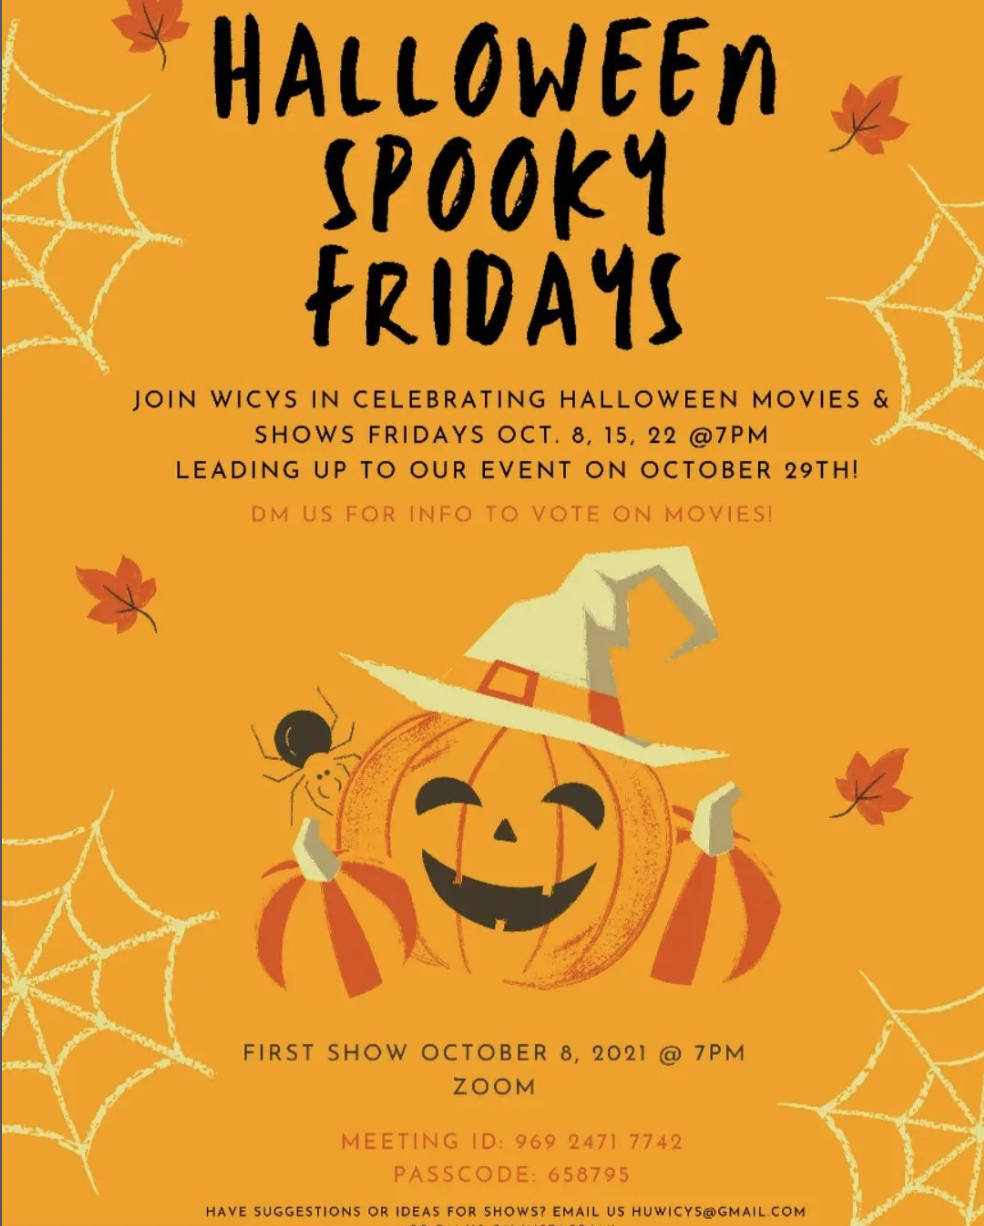 HALLOWEEN
SPOOKY
FRIDAYS
JOIN WICYS IN CELEBRATING HALLOWEEN MOVIES &
SHOWS FRIDAYS OCT. 8, 15, 22 @7PM
LEADING UP TO OUR EVENT ON OCTOBER 29TH!
DM US FOR INFO TO VOTE ON MOVIES!
FIRST SHOW OCTOBER 8, 2021 @ 7PM
ZOOM
MEETING ID: 969 2471 7742
PASSCODE: 658795
HAVE SUGGESTIONS OR IDEAS FOR SHOWS? EMAIL US HUWICYS@GMAIL.COM